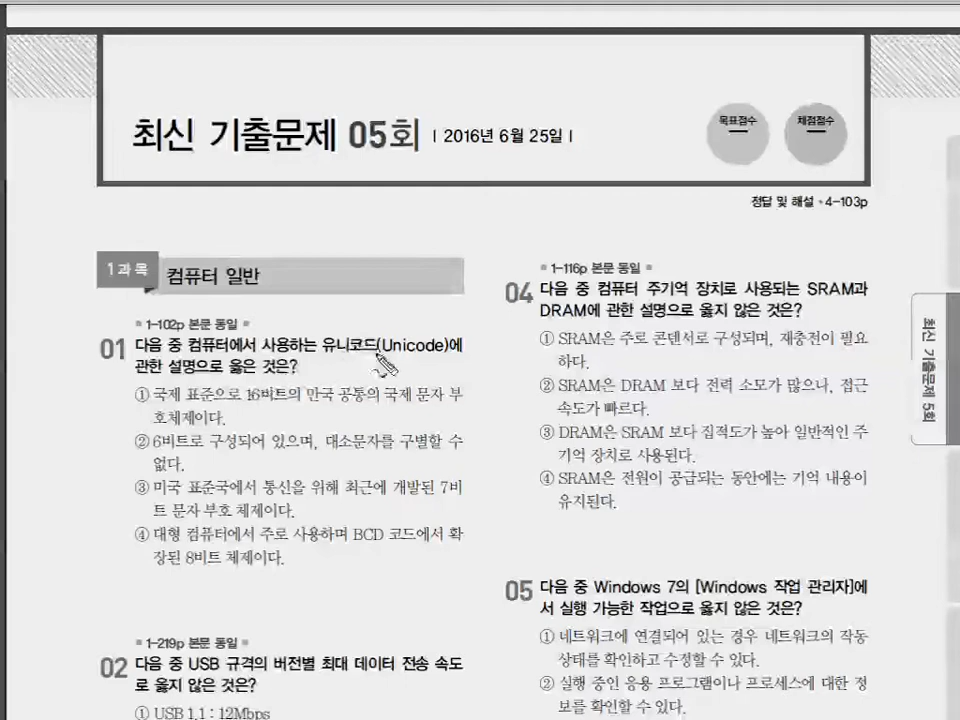 최신 기출문제 05회 | 2016년 6월 25일 |
목표점수
채점점수
정답 및 해설 • 4-103p
1과목 컴퓨터 일반
1-102p 본문 동일
01 다음 중 컴퓨터에서 사용하는 유니코드(Unicode)에
관한 설명으로 옳은 것은?
① 국제 표준으로 16비트의 만국 공통의 국제 문자 부
호체제이다.
② 6비트로 구성되어 있으며, 대소문자를 구별할 수
없다.
③ 미국 표준국에서 통신을 위해 최근에 개발된 7비
트 문자 부호 체제이다.
④ 대형 컴퓨터에서 주로 사용하며 BCD 코드에서 확
장된 8비트 체제이다.
1-219p 본문 동일
02 다음 중 USB 규격의 버전별 최대 데이터 전송 속도
로 옳지 않은 것은?
① USB 1.1 : 12Mbps
1-116p 본문 동일
04 다음 중 컴퓨터 주기억 장치로 사용되는 SRAM과
DRAM에 관한 설명으로 옳지 않은 것은?
① SRAM은 주로 콘덴서로 구성되며, 재충전이 필요
하다.
② SRAM은 DRAM 보다 전력 소모가 많으나, 접근
속도가 빠르다.
③ DRAM은 SRAM 보다 집적도가 높아 일반적인 주
기억 장치로 사용된다.
④ SRAM은 전원이 공급되는 동안에는 기억 내용이
유지된다.
05 다음 중 Windows 7의 [Windows 작업 관리자]에
서 실행 가능한 작업으로 옳지 않은 것은?
① 네트워크에 연결되어 있는 경우 네트워크의 작동
상태를 확인하고 수정할 수 있다.
② 실행 중인 응용 프로그램이나 프로세스에 대한 정
보를 확인할 수 있다.
최신 기출문제 5회